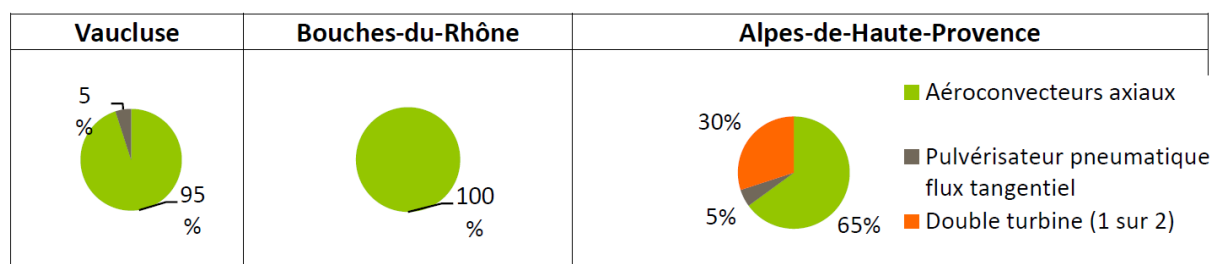 Vaucluse
Bouches-du-Rhône
Alpes-de-Haute-Provence
5
%
95
%
100
%
30%
5%
65%
Aéroconvecteurs axiaux
Pulvérisateur pneumatique
flux tangentiel
Double turbine (1 sur 2)